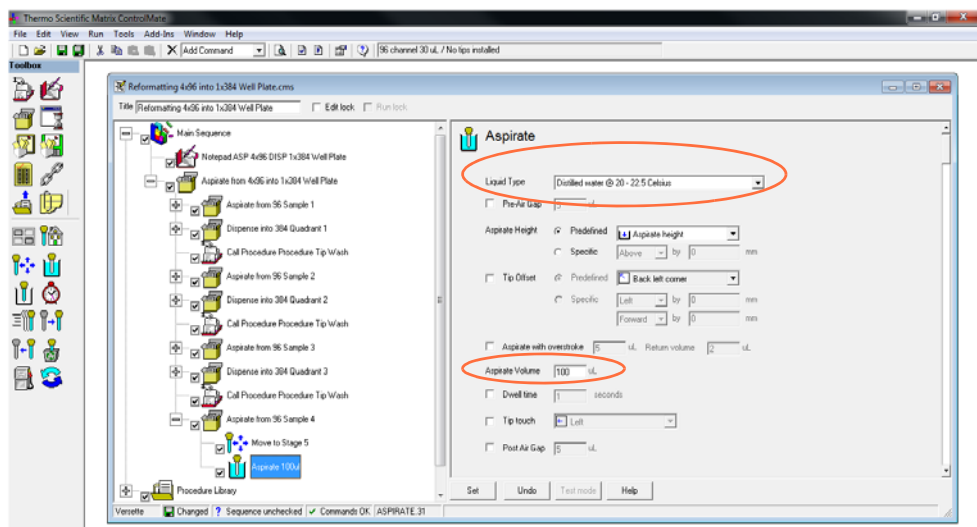 Thermo Scientific Matrix ControlMate
File Edit View Run Tools Add-Ins Window Help
Add Command 96 channel 30 uL / No tips installed
Toolbox
Reformatting 4x96 into 1x384 Well Plate.cms
Title Reformatting 4x96 into 1x384 Well Plate Edit lock Run lock
Main Sequence
Notepad ASP 4x96 DISP 1x384 Well Plate
Aspirate from 4x96 into 1x384 Well Plate
Aspirate from 96 Sample 1
Dispense into 384 Quadrant 1
Call Procedure Procedure Tip Wash
Aspirate from 96 Sample 2
Dispense into 384 Quadrant 2
Call Procedure Procedure Tip Wash
Aspirate from 96 Sample 3
Dispense into 384 Quadrant 3
Call Procedure Procedure Tip Wash
Aspirate from 96 Sample 4
Move to Stage 5
Aspirate 100ul
Procedure Library
Aspirate
Liquid Type Distilled water @ 20 - 22.5 Celsius
Pre-Air Gap 5 uL
Aspirate Height Predefined Aspirate height
Specific Above by 0 mm
Tip Offset Predefined Back left corner
Specific Left by 0 mm
Forward by 0 mm
Aspirate with overstroke 5 uL Return volume 2 uL
Aspirate Volume 100 uL
Dwell time 1 seconds
Tip touch Left
Post Air Gap 5 uL
Set Undo Test mode Help
Versette Changed ? Sequence unchecked Commands OK ASPIRATE.31